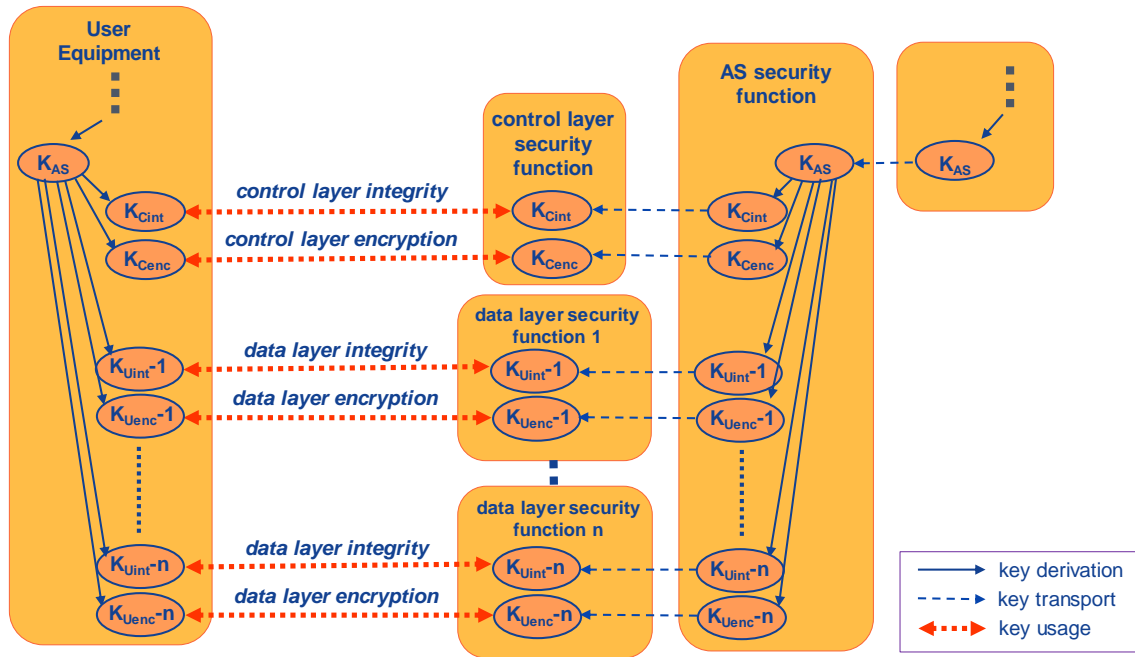 User
Equipment
K_AS
K_Cint
K_Cenc
K_Uint-1
K_Uenc-1
K_Uint-n
K_Uenc-n
control layer integrity
control layer encryption
data layer integrity
data layer encryption
data layer integrity
data layer encryption
control layer
security
function
K_Cint
K_Cenc
data layer security
function 1
K_Uint-1
K_Uenc-1
data layer security
function n
K_Uint-n
K_Uenc-n
AS security
function
K_AS
K_Cint
K_Cenc
K_Uint-1
K_Uenc-1
K_Uint-n
K_Uenc-n
K_AS
key derivation
key transport
key usage